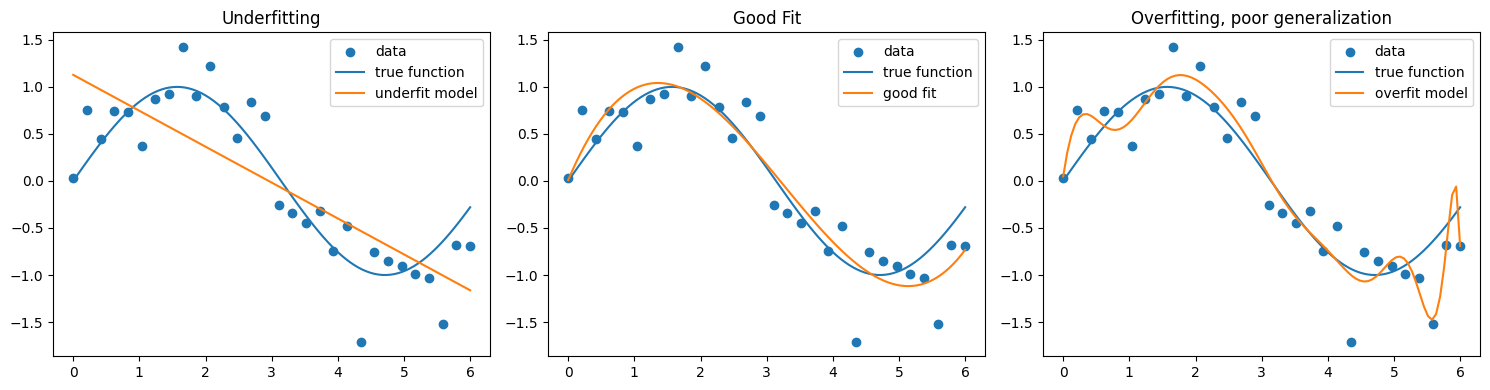 Underfitting
1.5
1.0
0.5
0.0
−0.5
−1.0
−1.5
0 1 2 3 4 5 6
data
true function
underfit model
Good Fit
1.5
1.0
0.5
0.0
−0.5
−1.0
−1.5
0 1 2 3 4 5 6
data
true function
good fit
Overfitting, poor generalization
1.5
1.0
0.5
0.0
−0.5
−1.0
−1.5
0 1 2 3 4 5 6
data
true function
overfit model